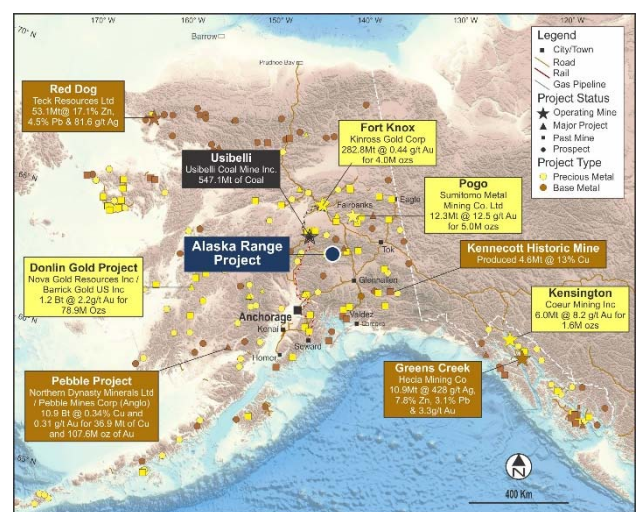 170° W
160° W
150° W
140° W
130° W
120° W
70° N
Barrow
Prudhoe Bay
Legend
City/Town
Road
Rail
Gas Pipeline
Project Status
Operating Mine
Major Project
Past Mine
Prospect
Project Type
Precious Metal
Base Metal
Red Dog
Teck Resources Ltd
53.1Mt@ 17.1% Zn,
4.5% Pb & 81.6 g/t Ag
Fort Knox
Kinross Gold Corp
282.8Mt @ 0.44 g/t Au
for 4.0M ozs
Usibelli
Usibelli Coal Mine Inc.
547.1Mt of Coal
65° N
Pogo
Sumitomo Metal
Mining Co. Ltd
12.3Mt @ 12.5 g/t Au
for 5.0M ozs
Fairbanks
Eagle
Alaska Range
Project
Tok
Kennecott Historic Mine
Produced 4.6Mt @ 13% Cu
Donlin Gold Project
Nova Gold Resources Inc /
Barrick Gold US Inc
1.2 Bt @ 2.2g/t Au for
78.9M Ozs
Glennallen
Kensington
Coeur Mining Inc
6.0Mt @ 8.2 g/t Au for
1.6M ozs
60° N
Anchorage
Valdez
Kenai
Seward
Homer
Pebble Project
Northern Dynasty Minerals Ltd
/ Pebble Mines Corp (Anglo)
10.9 Bt @ 0.34% Cu and
0.31 g/t Au for 36.9 Mt of Cu
and 107.6m oz of Au
Greens Creek
Hecla Mining Co
10.9Mt @ 428 g/t Ag,
7.8% Zn, 3.1% Pb
& 3.3g/t Au
55° N
N
400 Km